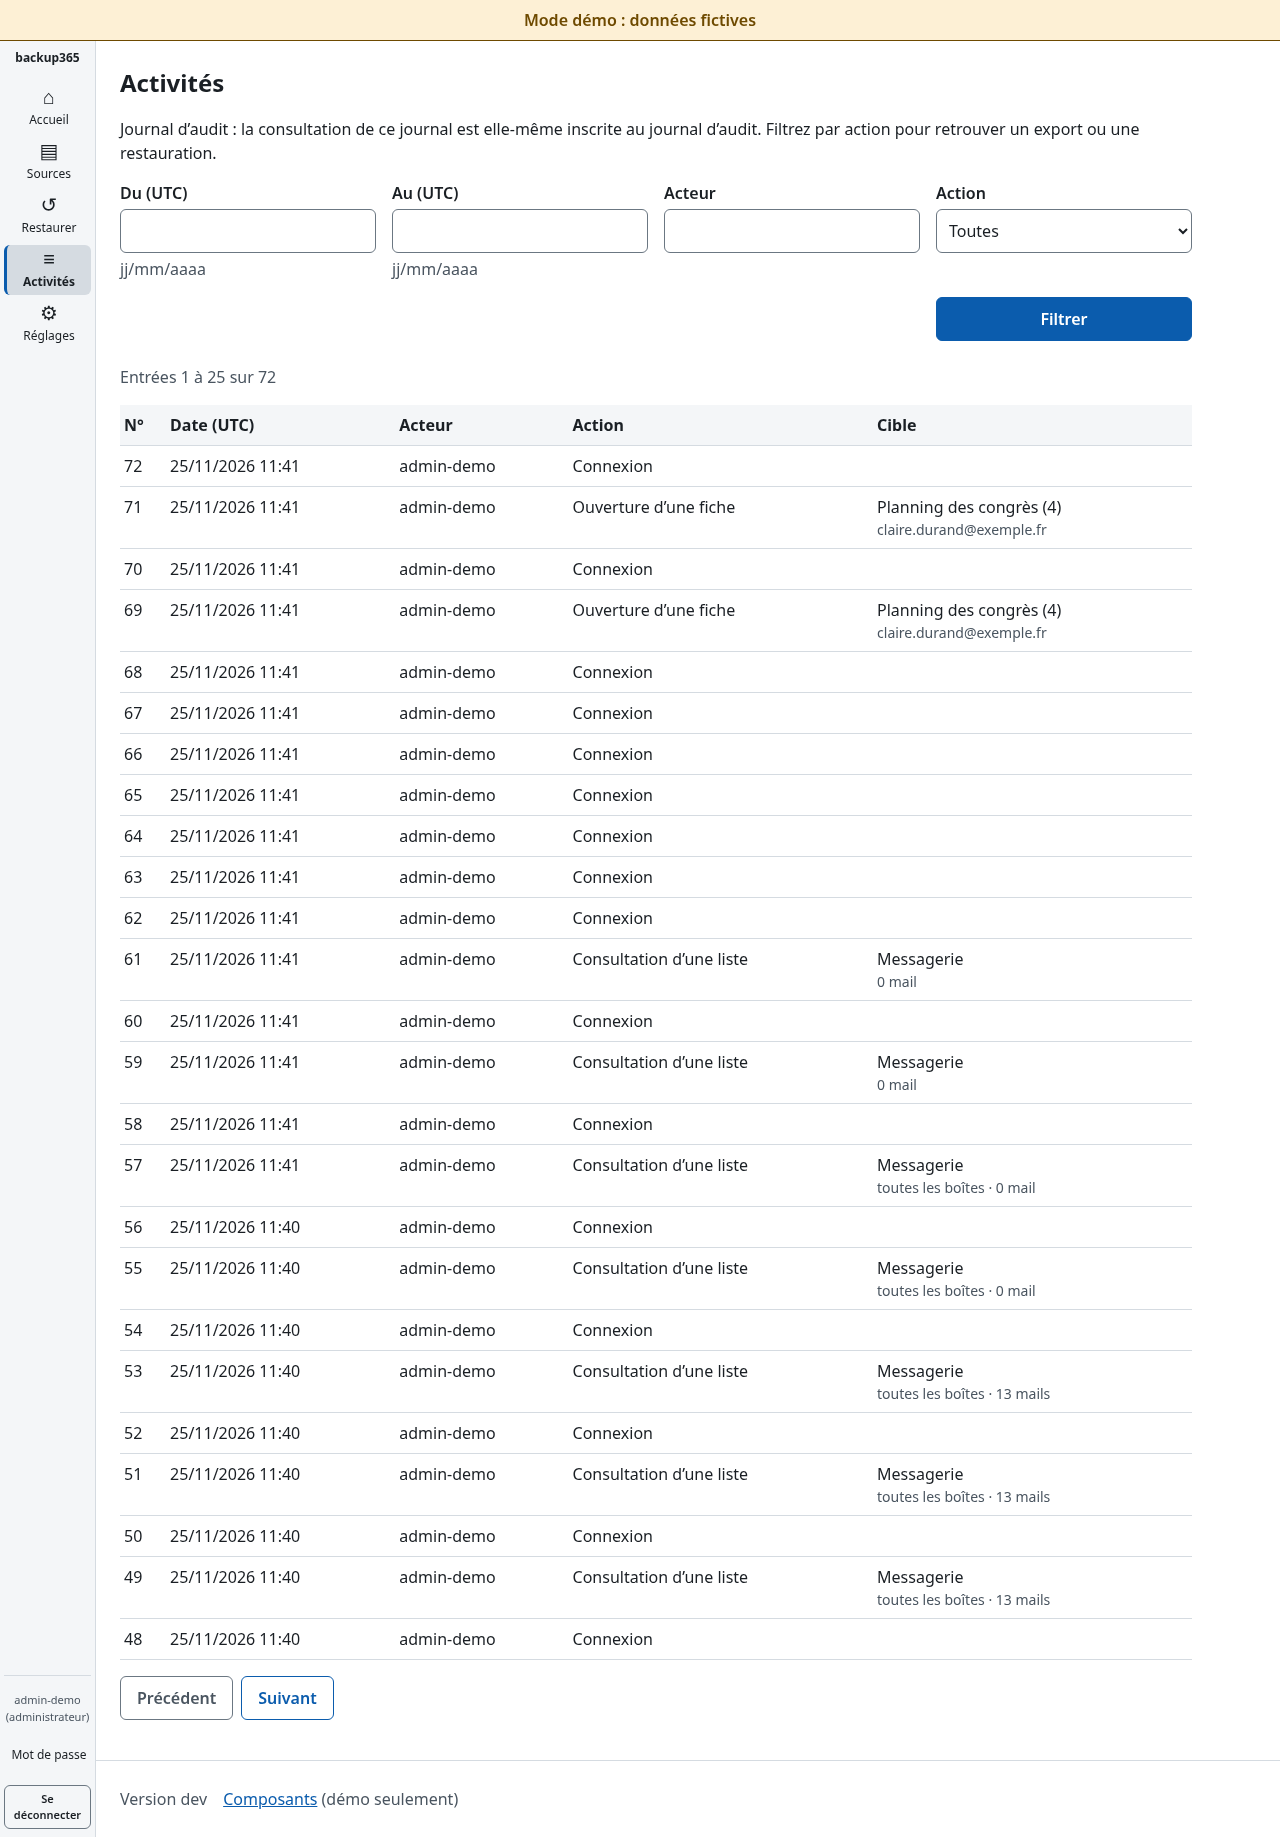 Mode démo : données fictives
backup365
Accueil
Sources
Restaurer
Activités
Réglages
admin-demo
(administrateur)
Mot de passe
Se
déconnecter
Activités
Journal d’audit : la consultation de ce journal est elle-même inscrite au journal d’audit. Filtrez par action pour retrouver un export ou une
restauration.
Du (UTC) Au (UTC) Acteur Action
Toutes
jj/mm/aaaa jj/mm/aaaa
Filtrer
Entrées 1 à 25 sur 72
N° Date (UTC) Acteur Action Cible
72 25/11/2026 11:41 admin-demo Connexion
71 25/11/2026 11:41 admin-demo Ouverture d’une fiche Planning des congrès (4)
claire.durand@exemple.fr
70 25/11/2026 11:41 admin-demo Connexion
69 25/11/2026 11:41 admin-demo Ouverture d’une fiche Planning des congrès (4)
claire.durand@exemple.fr
68 25/11/2026 11:41 admin-demo Connexion
67 25/11/2026 11:41 admin-demo Connexion
66 25/11/2026 11:41 admin-demo Connexion
65 25/11/2026 11:41 admin-demo Connexion
64 25/11/2026 11:41 admin-demo Connexion
63 25/11/2026 11:41 admin-demo Connexion
62 25/11/2026 11:41 admin-demo Connexion
61 25/11/2026 11:41 admin-demo Consultation d’une liste Messagerie
0 mail
60 25/11/2026 11:41 admin-demo Connexion
59 25/11/2026 11:41 admin-demo Consultation d’une liste Messagerie
0 mail
58 25/11/2026 11:41 admin-demo Connexion
57 25/11/2026 11:41 admin-demo Consultation d’une liste Messagerie
toutes les boîtes · 0 mail
56 25/11/2026 11:40 admin-demo Connexion
55 25/11/2026 11:40 admin-demo Consultation d’une liste Messagerie
toutes les boîtes · 0 mail
54 25/11/2026 11:40 admin-demo Connexion
53 25/11/2026 11:40 admin-demo Consultation d’une liste Messagerie
toutes les boîtes · 13 mails
52 25/11/2026 11:40 admin-demo Connexion
51 25/11/2026 11:40 admin-demo Consultation d’une liste Messagerie
toutes les boîtes · 13 mails
50 25/11/2026 11:40 admin-demo Connexion
49 25/11/2026 11:40 admin-demo Consultation d’une liste Messagerie
toutes les boîtes · 13 mails
48 25/11/2026 11:40 admin-demo Connexion
Précédent Suivant
Version dev Composants (démo seulement)